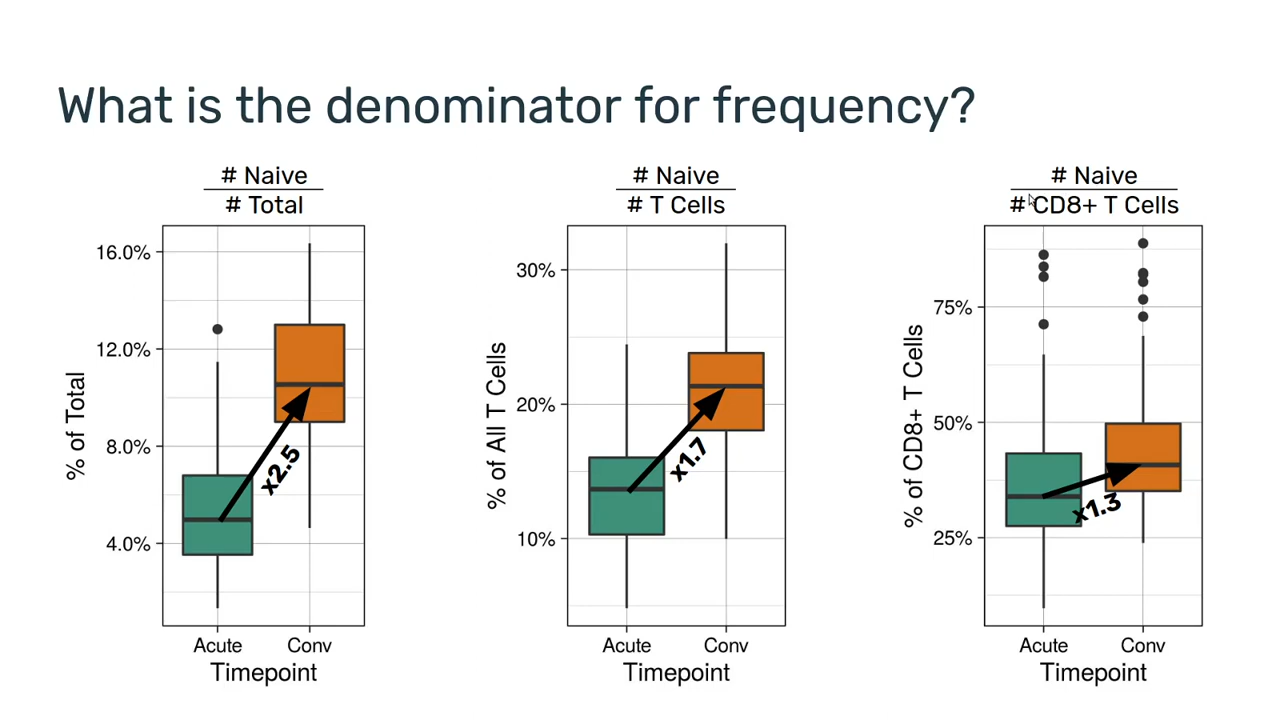 What is the denominator for frequency?
# Naive
# Total
% of Total
16.0%
12.0%
8.0%
4.0%
x2.5
Acute
Conv
Timepoint
# Naive
# T Cells
% of All T Cells
30%
20%
10%
x1.7
Acute
Conv
Timepoint
# Naive
# CD8+ T Cells
% of CD8+ T Cells
75%
50%
25%
x1.3
Acute
Conv
Timepoint